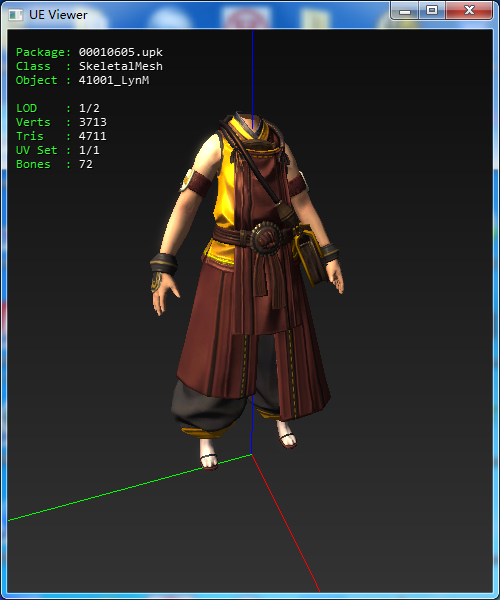 UE Viewer
Package: 00010605.upk
Class : SkeletalMesh
Object : 41001_LynM
LOD : 1/2
Verts : 3713
Tris : 4711
UV Set : 1/1
Bones : 72